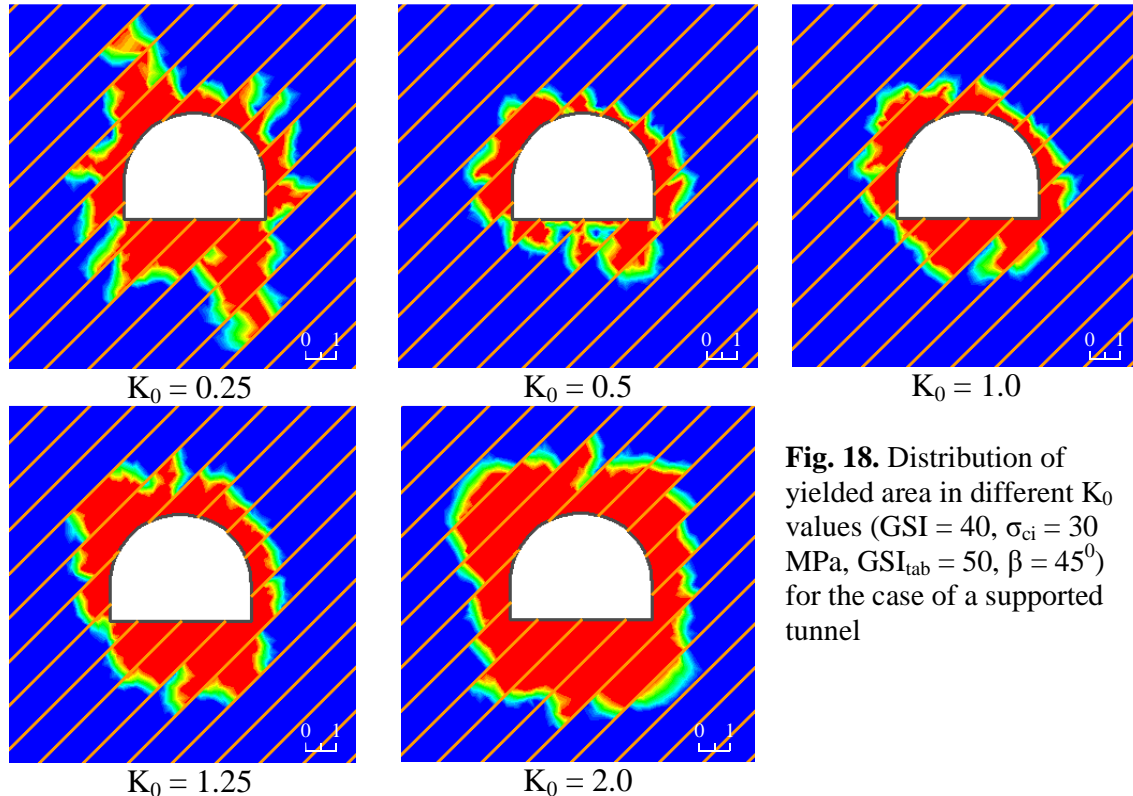 0 1
0 1
0 1
K₀ = 0.25
K₀ = 0.5
K₀ = 1.0
0 1
0 1
Fig. 18. Distribution of
yielded area in different K₀
values (GSI = 40, σci = 30
MPa, GSItab = 50, β = 45⁰)
for the case of a supported
tunnel
K₀ = 1.25
K₀ = 2.0